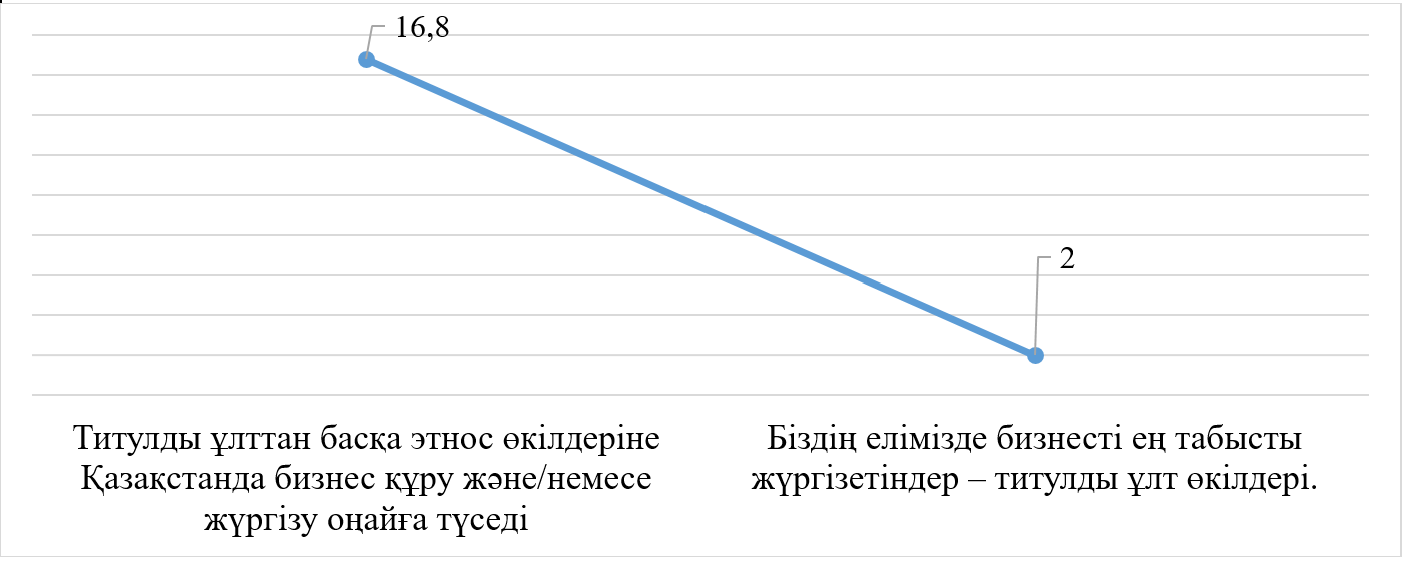 16,8
2
Титулды ұлттан басқа этнос өкілдеріне
Қазақстанда бизнес құру және/немесе
жүргізу оңайға түседі
Біздің елімізде бизнесті ең табысты
жүргізетіндер – титулды ұлт өкілдері.